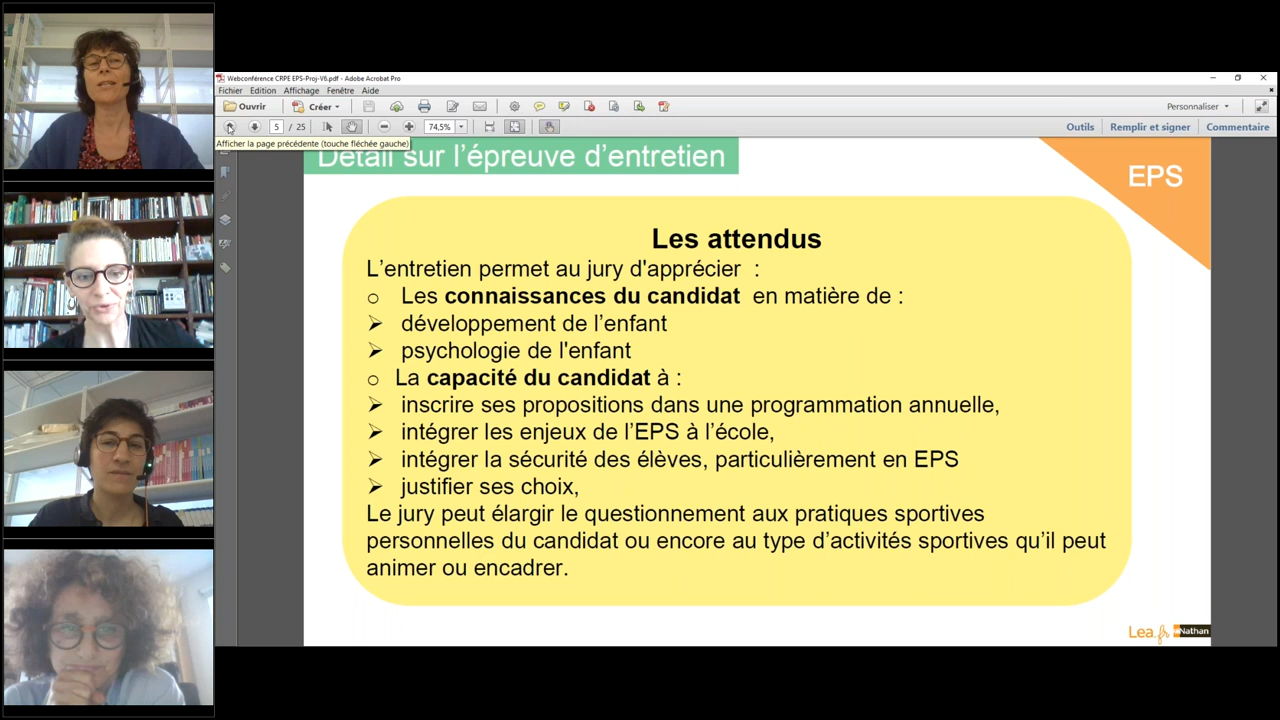 Webconférence CRPE EPS-Proj-V6.pdf - Adobe Acrobat Pro
Fichier Edition Affichage Fenêtre Aide
Ouvrir Créer Personnaliser
5 / 25 74,5% Outils Remplir et signer Commentaire
Afficher la page précédente (touche fléchée gauche)
Détail sur l’épreuve d’entretien
EPS
Les attendus
L’entretien permet au jury d'apprécier :
o Les connaissances du candidat en matière de :
➢ développement de l’enfant
➢ psychologie de l'enfant
o La capacité du candidat à :
➢ inscrire ses propositions dans une programmation annuelle,
➢ intégrer les enjeux de l’EPS à l’école,
➢ intégrer la sécurité des élèves, particulièrement en EPS
➢ justifier ses choix,
Le jury peut élargir le questionnement aux pratiques sportives
personnelles du candidat ou encore au type d’activités sportives qu’il peut
animer ou encadrer.
Lea.fr Nathan